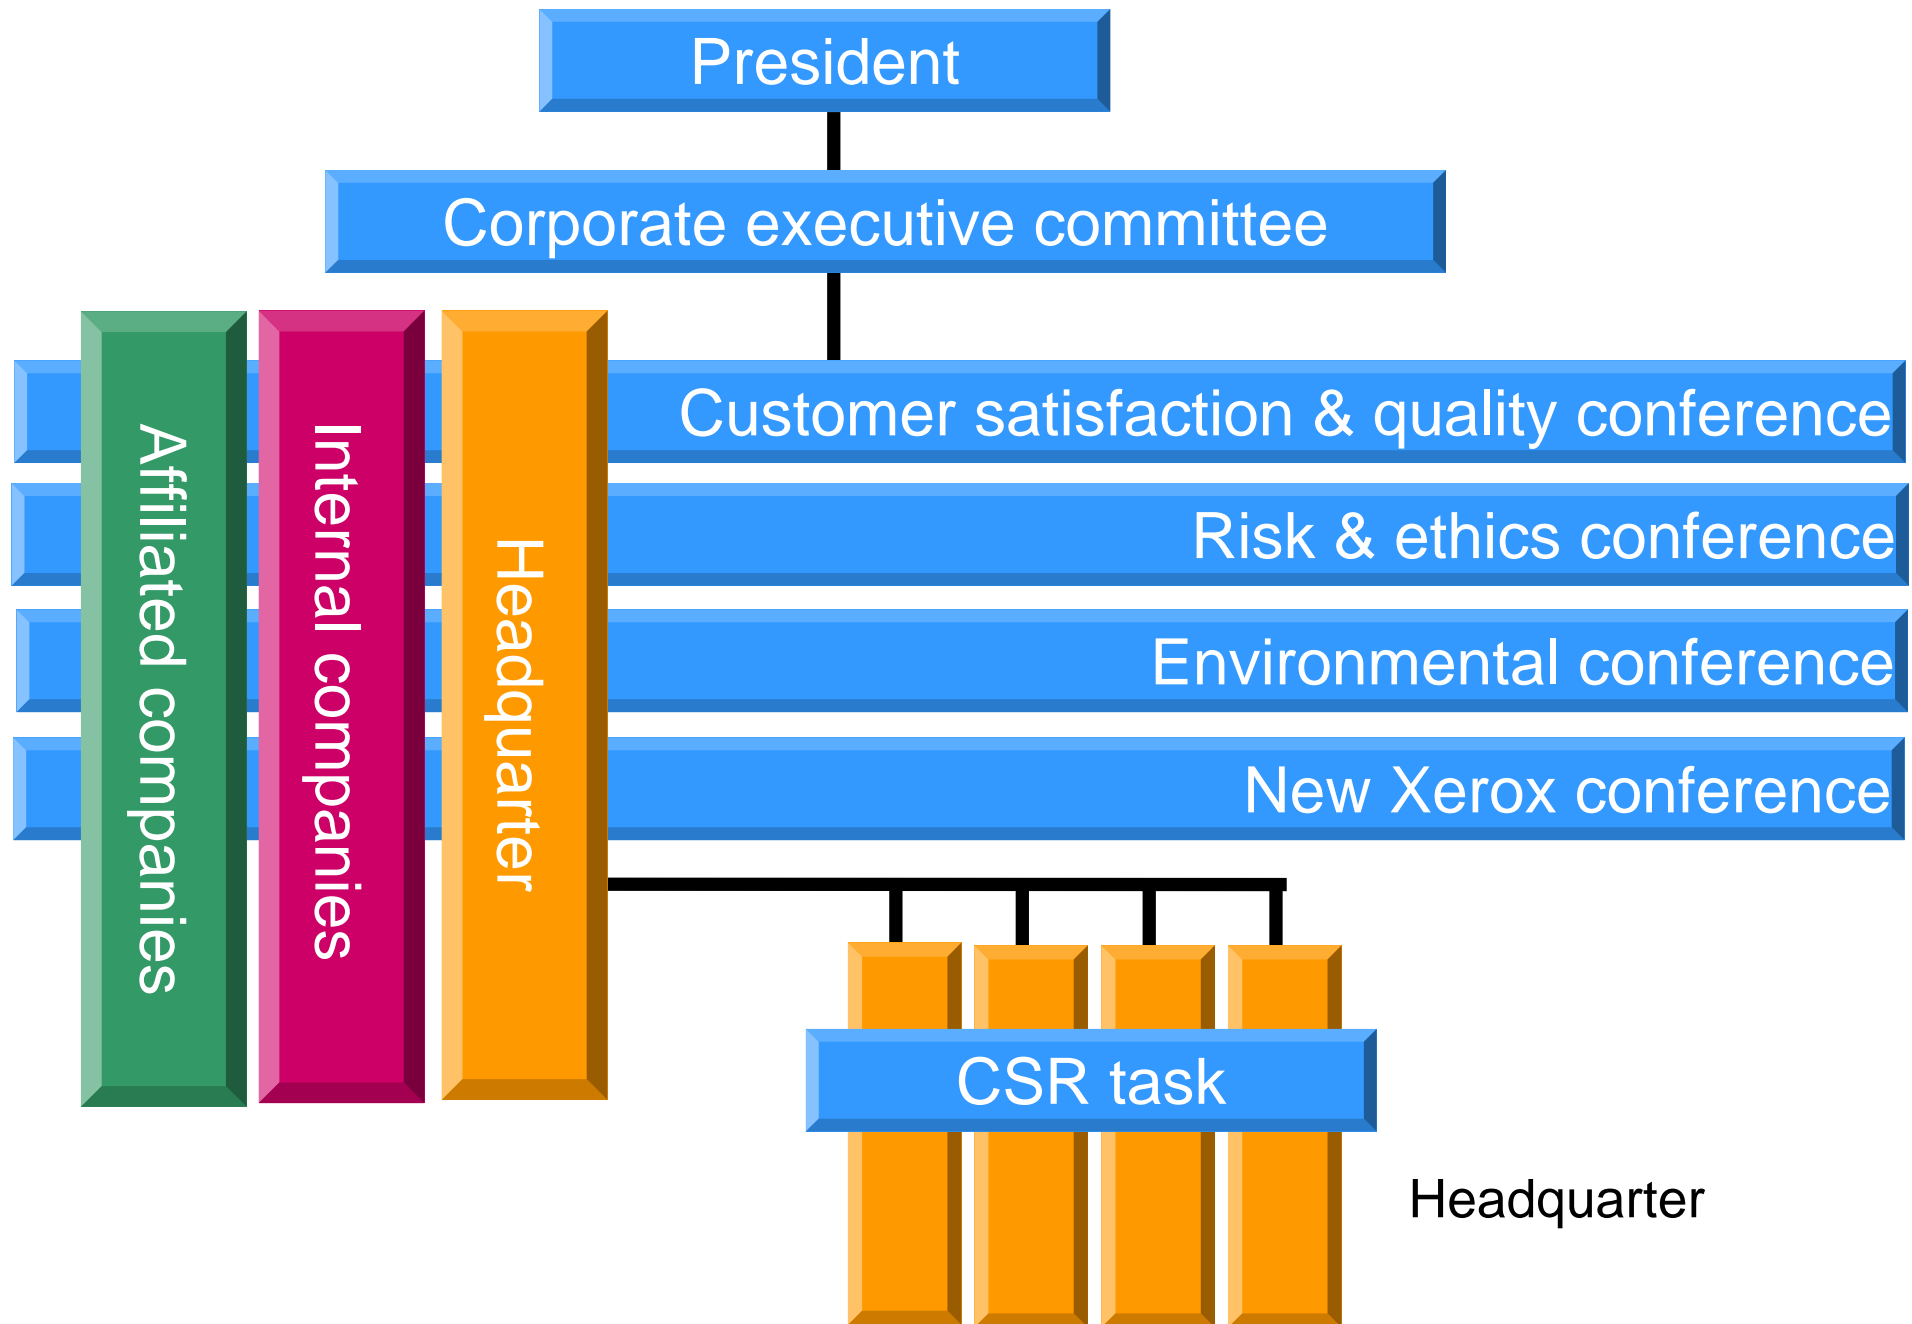 President
Corporate executive committee
Affiliated companies
Internal companies
Headquarter
Customer satisfaction & quality conference
Risk & ethics conference
Environmental conference
New Xerox conference
CSR task
Headquarter